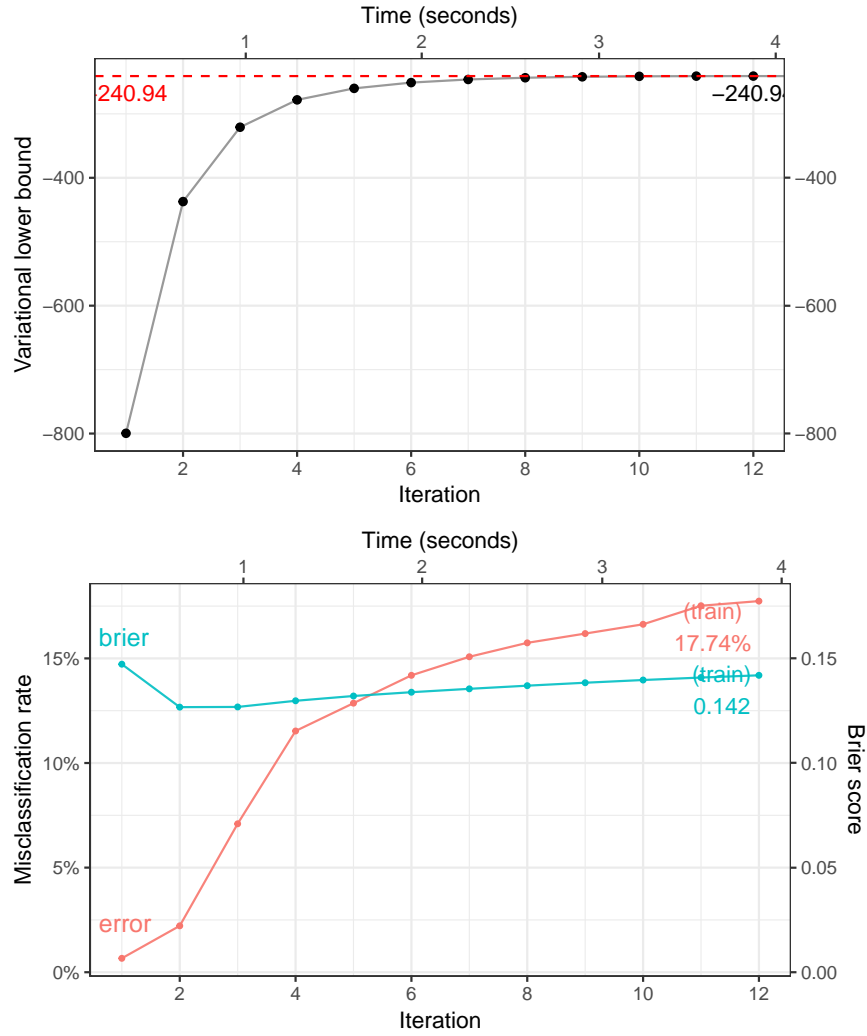 Time (seconds)
1 2 3 4
-240.94 −240.94
−400 −400
−600 −600
−800 −800
Variational lower bound
2 4 6 8 10 12
Iteration
Time (seconds)
1 2 3 4
(train)
brier 17.74%
15% (train) 0.15
0.142
10% 0.10
5% 0.05
error
0% 0.00
Misclassification rate
Brier score
2 4 6 8 10 12
Iteration